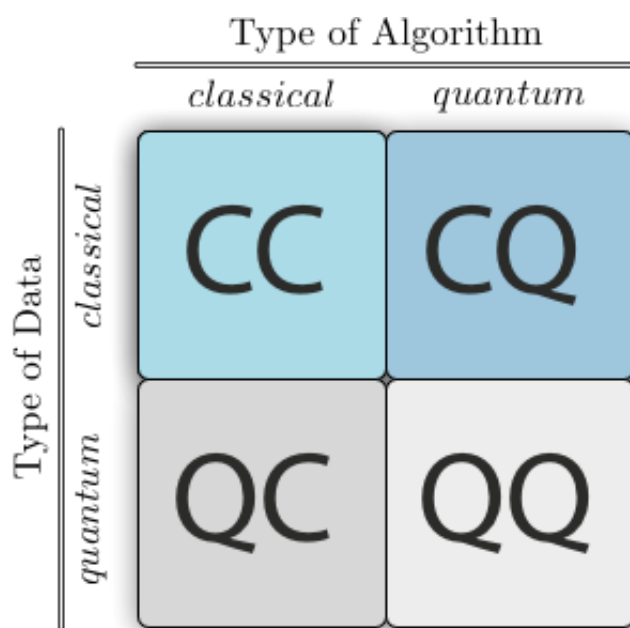 Type of Algorithm
classical quantum
Type of Data
classical
CC CQ
quantum
QC QQ